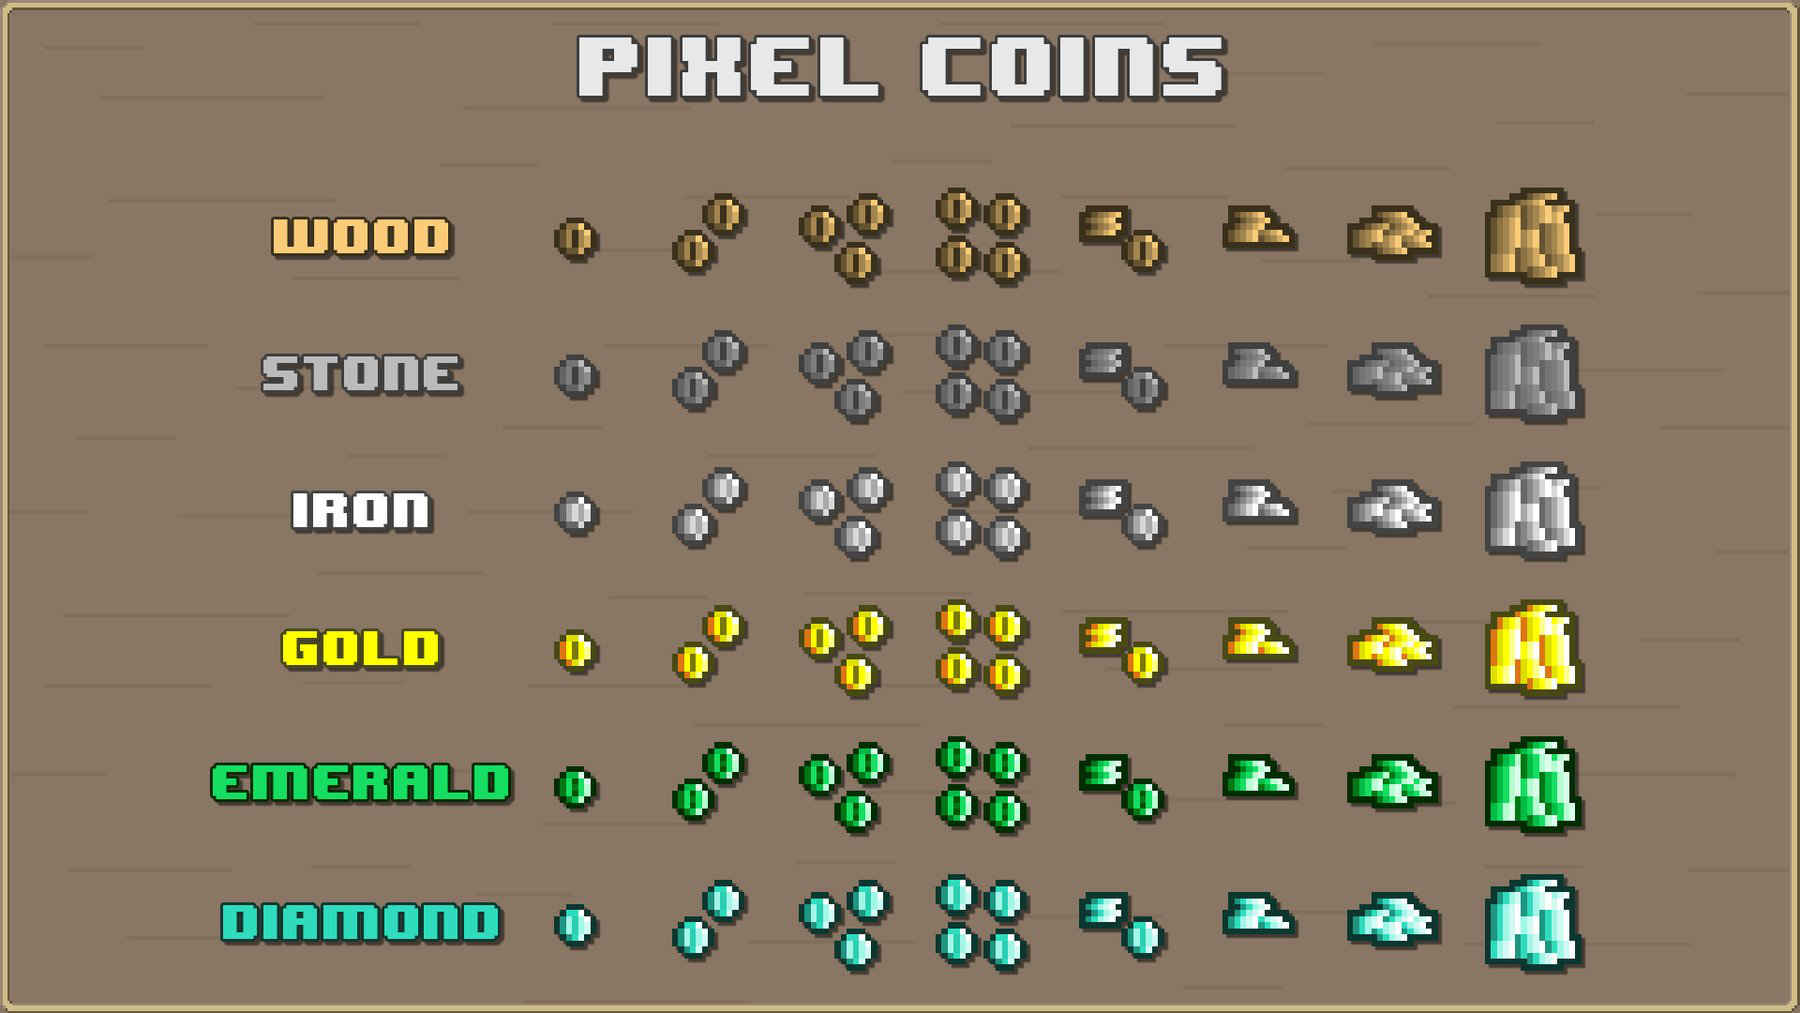 PIXEL COINS
WOOD
STONE
IRON
GOLD
EMERALD
DIAMOND